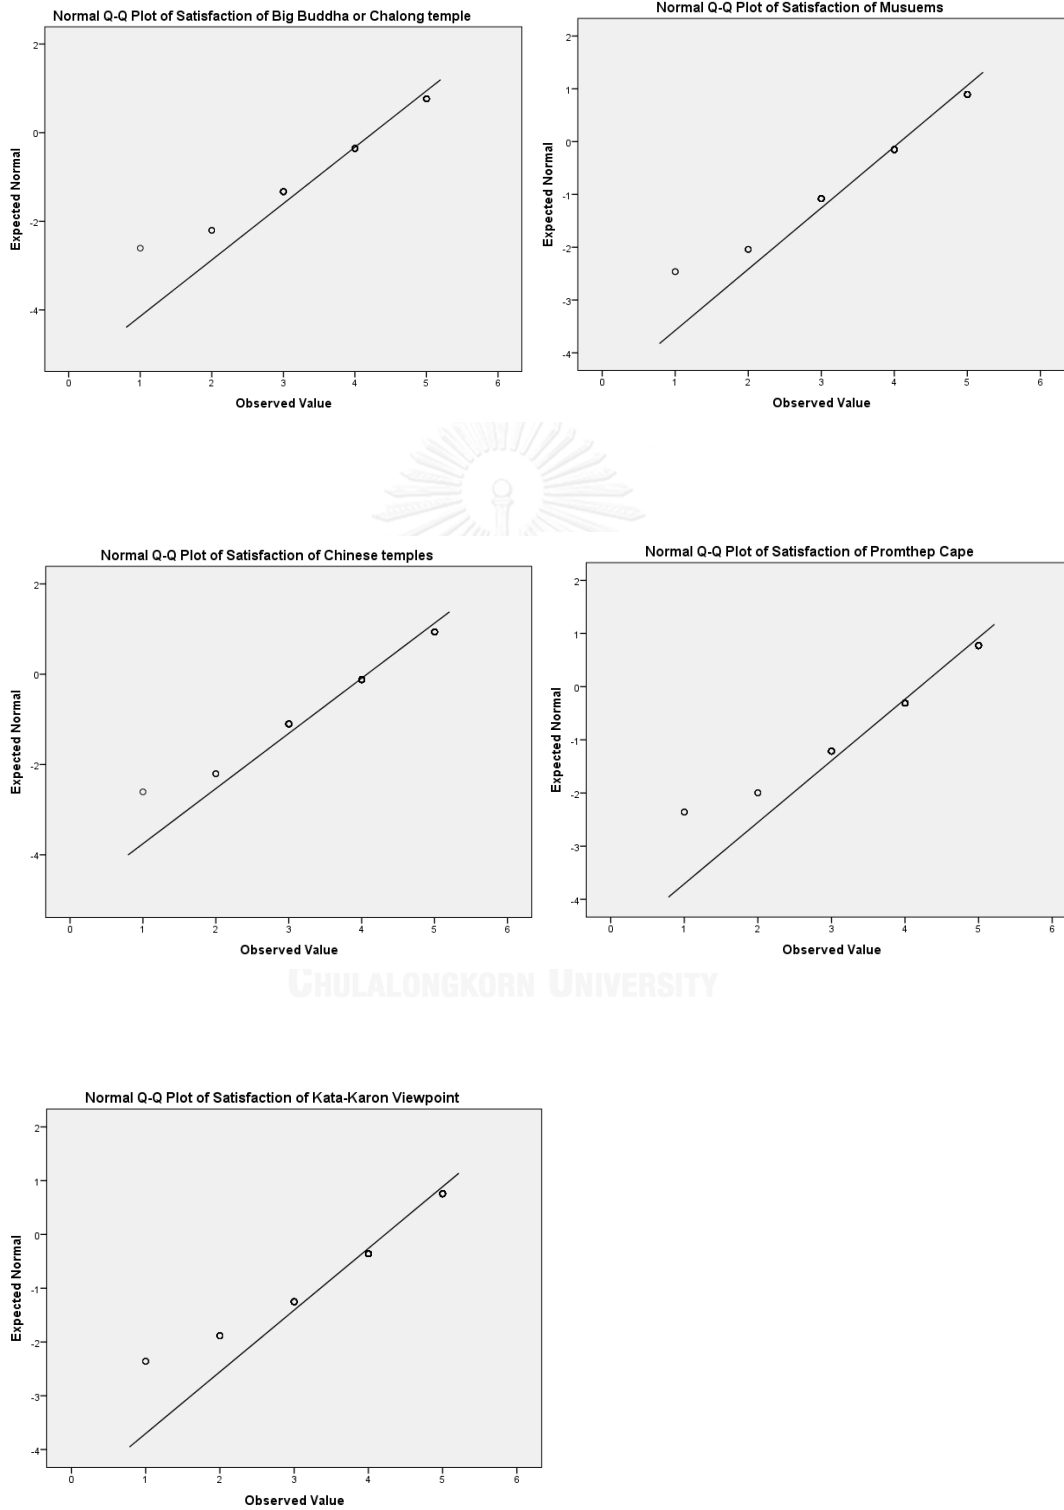 Normal Q-Q Plot of Satisfaction of Big Buddha or Chalong temple
2
0
-2
-4
Expected Normal
0 1 2 3 4 5 6
Observed Value
Normal Q-Q Plot of Satisfaction of Musuems
2
1
0
-1
-2
-3
-4
Expected Normal
0 1 2 3 4 5 6
Observed Value
Normal Q-Q Plot of Satisfaction of Chinese temples
2
0
-2
-4
Expected Normal
0 1 2 3 4 5 6
Observed Value
Normal Q-Q Plot of Satisfaction of Promthep Cape
2
1
0
-1
-2
-3
-4
Expected Normal
0 1 2 3 4 5 6
Observed Value
CHULALONGKORN UNIVERSITY
Normal Q-Q Plot of Satisfaction of Kata-Karon Viewpoint
2
1
0
-1
-2
-3
-4
Expected Normal
0 1 2 3 4 5 6
Observed Value